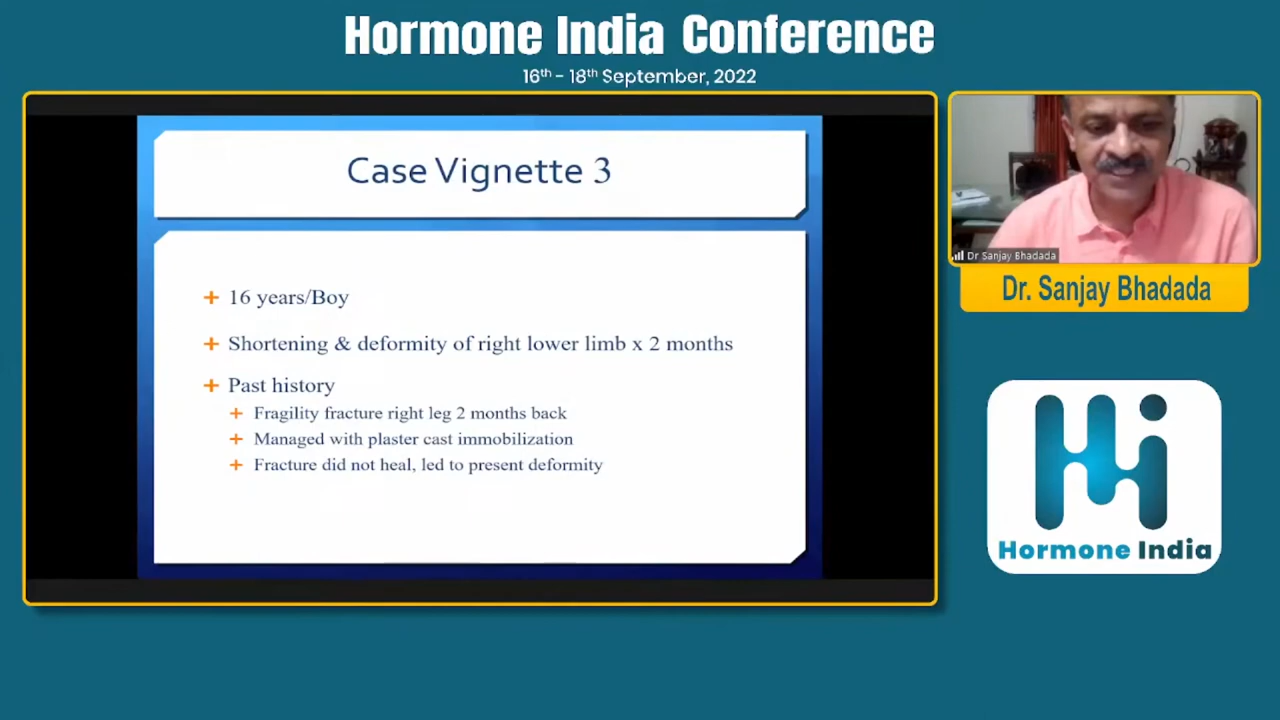 Hormone India Conference
16th - 18th September, 2022
Case Vignette 3
16 years/Boy
Shortening & deformity of right lower limb x 2 months
Past history
Fragility fracture right leg 2 months back
Managed with plaster cast immobilization
Fracture did not heal, led to present deformity
Dr Sanjay Bhadada
Dr. Sanjay Bhadada
Hi
Hormone India